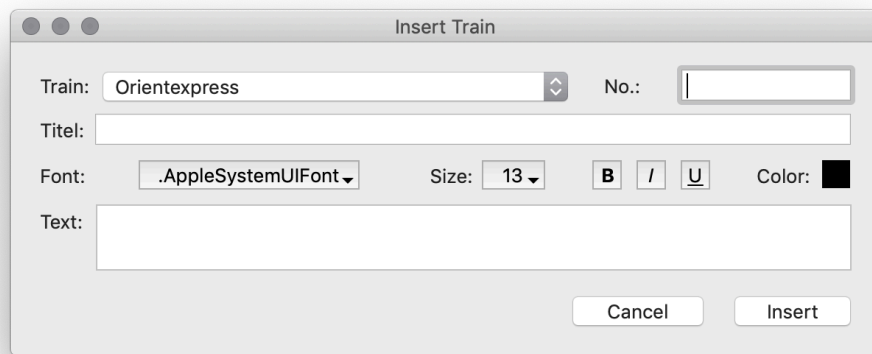 Insert Train
Train: Orientexpress No.:
Titel:
Font: .AppleSystemUIFont Size: 13 B I U Color:
Text:
Cancel Insert